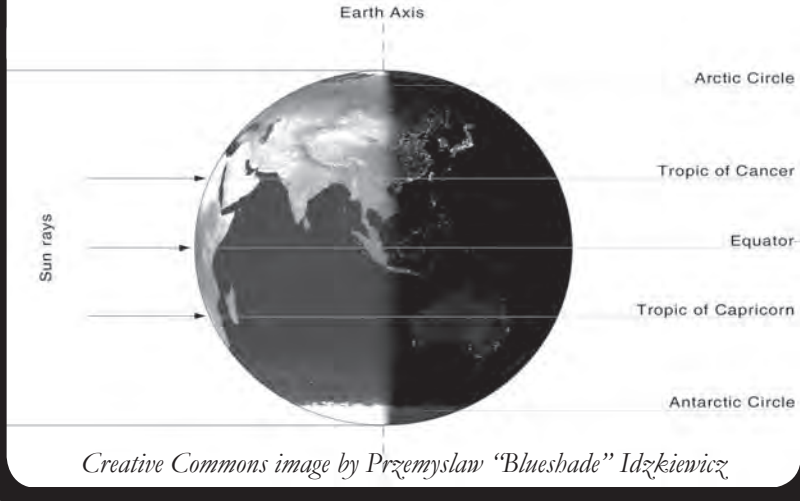 Earth Axis
Arctic Circle
Tropic of Cancer
Sun rays
Equator
Tropic of Capricorn
Antarctic Circle
Creative Commons image by Przemyslaw “Blueshade” Idzkiewicz